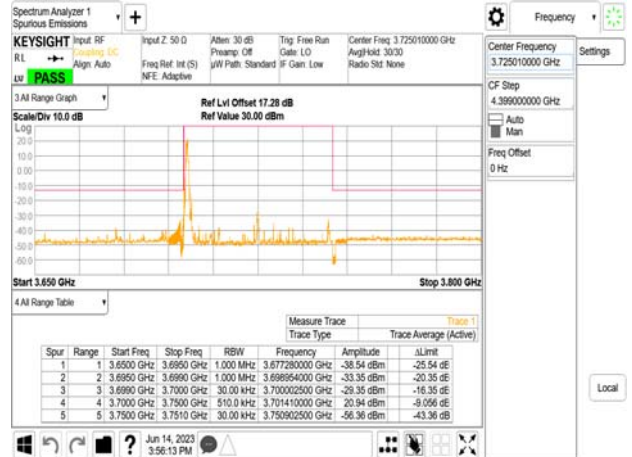 Spectrum Analyzer 1
Spurious Emissions
Frequency
KEYSIGHT
Input: RF
Coupling: DC
Align: Auto
Input Z: 50 Ω
Freq Ref: Int (S)
NFE: Adaptive
Atten: 30 dB
Preamp: Off
µW Path: Standard
Trig: Free Run
Gate: LO
IF Gain: Low
Center Freq: 3.725010000 GHz
Avg|Hold: 30/30
Radio Std: None
RL
PASS
Center Frequency
3.725010000 GHz
Settings
CF Step
4.399000000 GHz
Auto
Man
Freq Offset
0 Hz
Local
3 All Range Graph
Ref Lvl Offset 17.28 dB
Scale/Div 10.0 dB
Ref Value 30.00 dBm
Log
20.0
10.0
0.00
-10.0
-20.0
-30.0
-40.0
-50.0
-60.0
Start 3.650 GHz
Stop 3.800 GHz
4 All Range Table
Measure Trace Trace 1
Trace Type Trace Average (Active)
Spur Range Start Freq Stop Freq RBW Frequency Amplitude ΔLimit
1 1 3.6500 GHz 3.6950 GHz 1.000 MHz 3.677280000 GHz -38.54 dBm -25.54 dE
2 2 3.6950 GHz 3.6990 GHz 1.000 MHz 3.698954000 GHz -33.35 dBm -20.35 dE
3 3 3.6990 GHz 3.7000 GHz 30.00 kHz 3.700002500 GHz -29.35 dBm -16.35 dE
4 4 3.7000 GHz 3.7500 GHz 510.0 kHz 3.701410000 GHz 20.94 dBm -9.056 dE
5 5 3.7500 GHz 3.7510 GHz 30.00 kHz 3.750902500 GHz -56.36 dBm -43.36 dB
?
Jun 14, 2023
3:56:13 PM